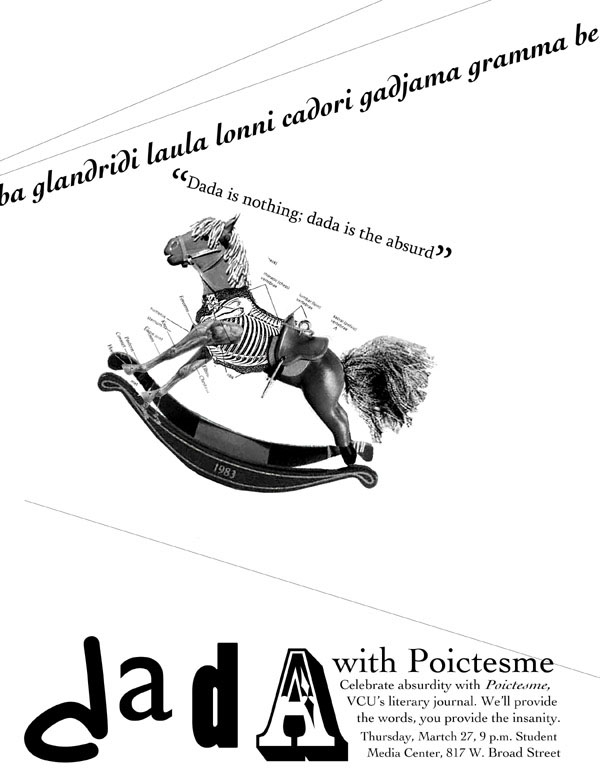 ba glandridi laula lonni cadori gadjama gramma be
“Dada is nothing; dada is the absurd”
1983
dadA
with Poictesme
Celebrate absurdity with Poictesme,
VCU's literary journal. We'll provide
the words, you provide the insanity.
Thursday, Martch 27, 9 p.m. Student
Media Center, 817 W. Broad Street